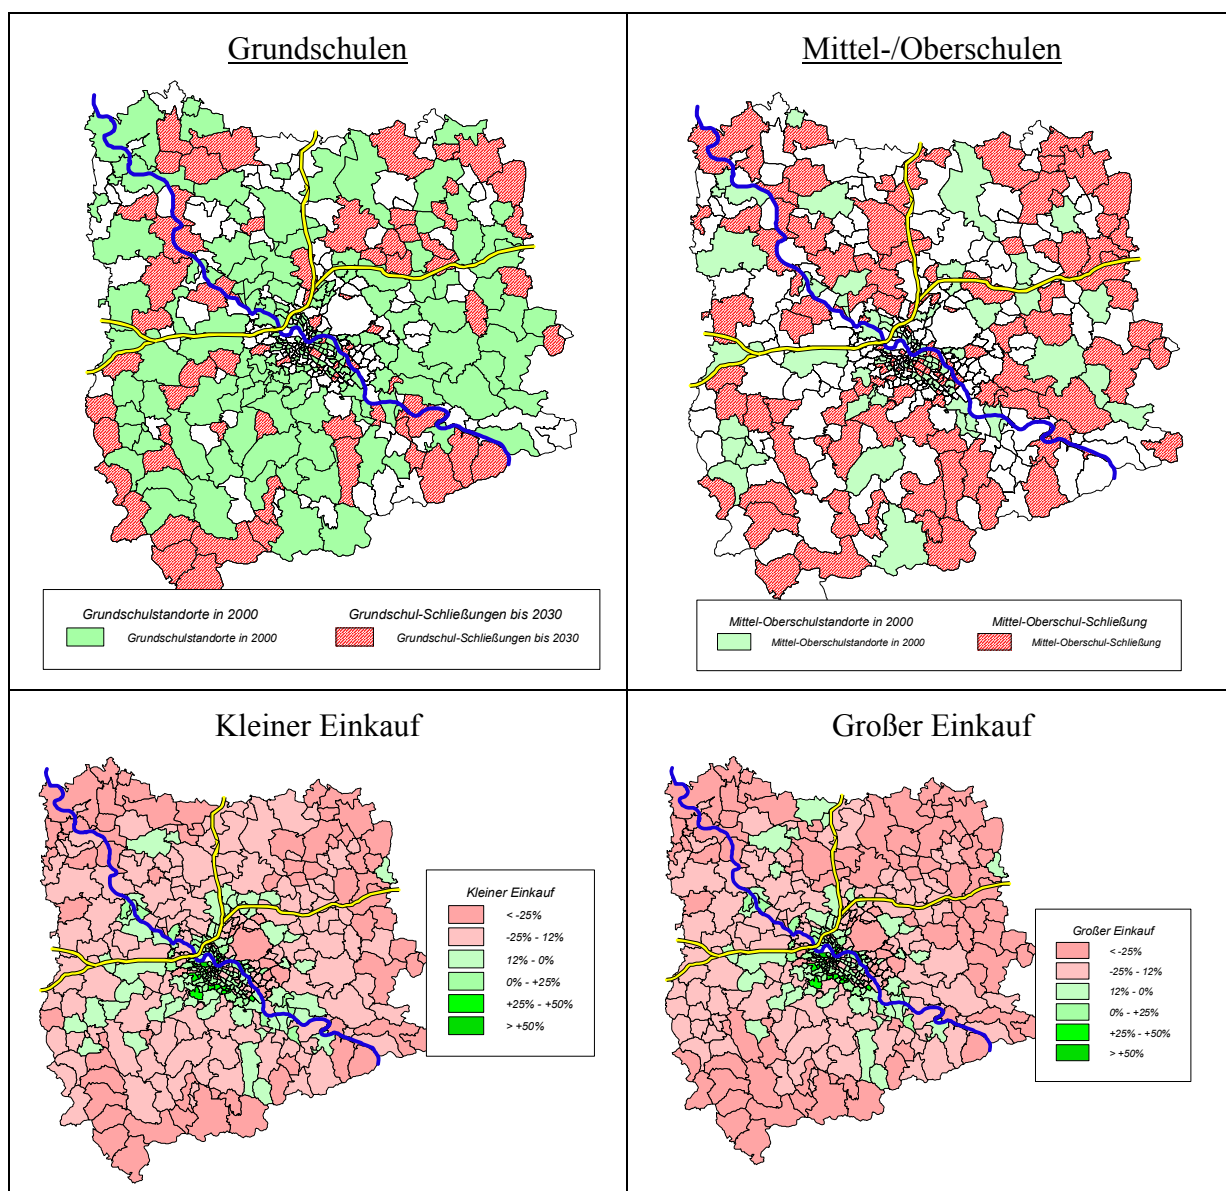 Grundschulen
Mittel-/Oberschulen
Grundschulstandorte in 2000
Grundschul-Schließungen bis 2030
Grundschulstandorte in 2000
Grundschul-Schließungen bis 2030
Mittel-Oberschulstandorte in 2000
Mittel-Oberschul-Schließung
Mittel-Oberschulstandorte in 2000
Mittel-Oberschul-Schließung
Kleiner Einkauf
Großer Einkauf
Kleiner Einkauf
< -25%
-25% - 12%
12% - 0%
0% - +25%
+25% - +50%
> +50%
Großer Einkauf
< -25%
-25% - 12%
12% - 0%
0% - +25%
+25% - +50%
> +50%